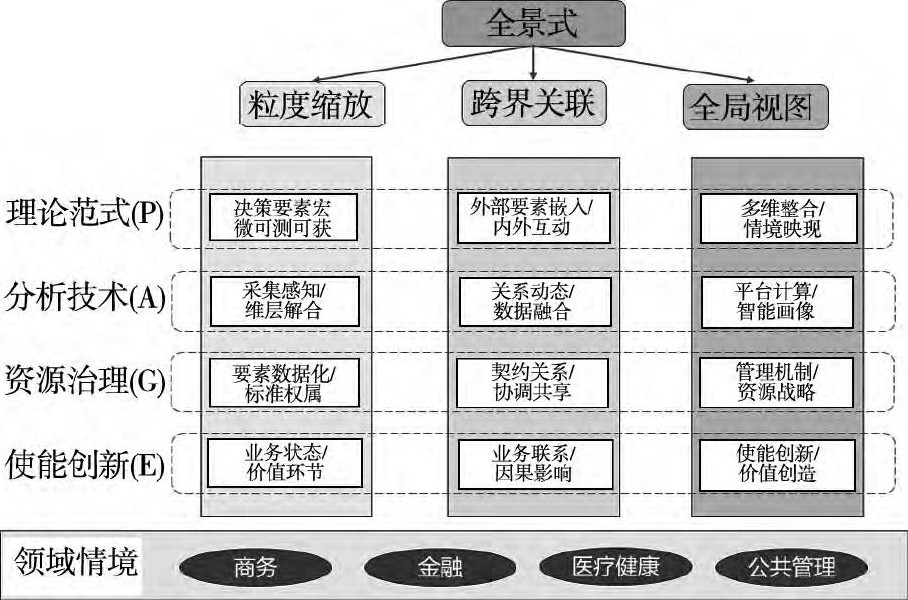 全景式
粒度缩放
跨界关联
全局视图
理论范式(P)
决策要素宏
微可测可获
外部要素嵌入/
内外互动
多维整合/
情境映现
分析技术(A)
采集感知/
维层解合
关系动态/
数据融合
平台计算/
智能画像
资源治理(G)
要素数据化/
标准权属
契约关系/
协调共享
管理机制/
资源战略
使能创新(E)
业务状态/
价值环节
业务联系/
因果影响
使能创新/
价值创造
领域情境
商务
金融
医疗健康
公共管理